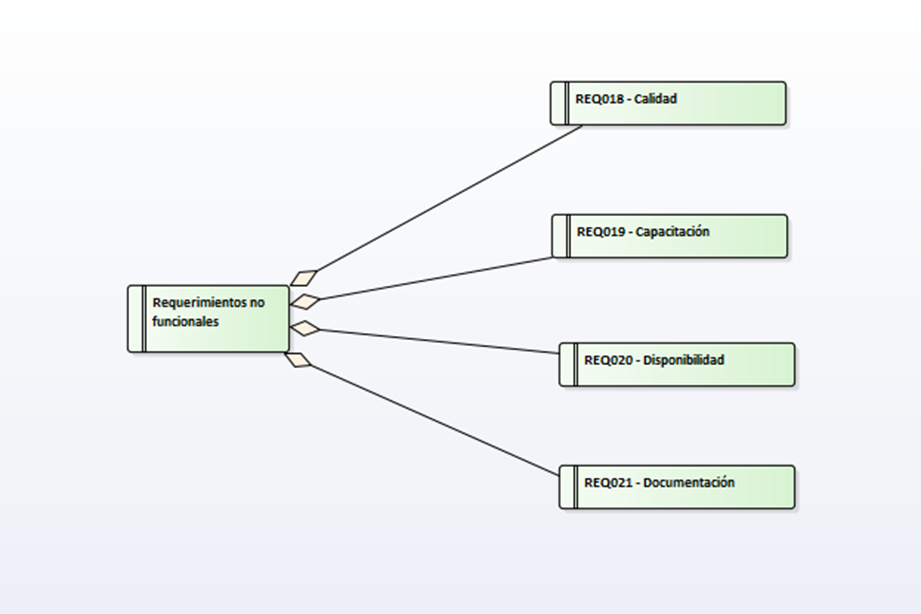 REQ018 - Calidad
REQ019 - Capacitación
Requerimientos no
funcionales
REQ020 - Disponibilidad
REQ021 - Documentación